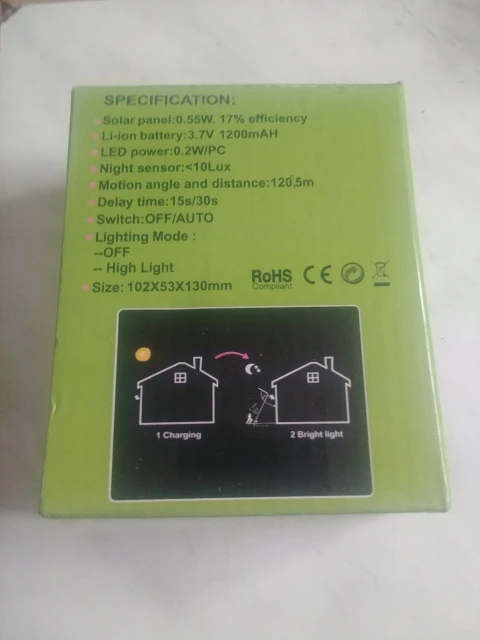 SPECIFICATION:
Solar panel:0.55W. 17% efficiency
Li-ion battery:3.7V 1200mAH
LED power:0.2W/PC
Night sensor:<10Lux
Motion angle and distance:120°,5m
Delay time:15s/30s
Switch:OFF/AUTO
Lighting Mode :
--OFF
-- High Light
Size: 102X53X130mm
RoHS
Compliant
CE
1 Charging
2 Bright light